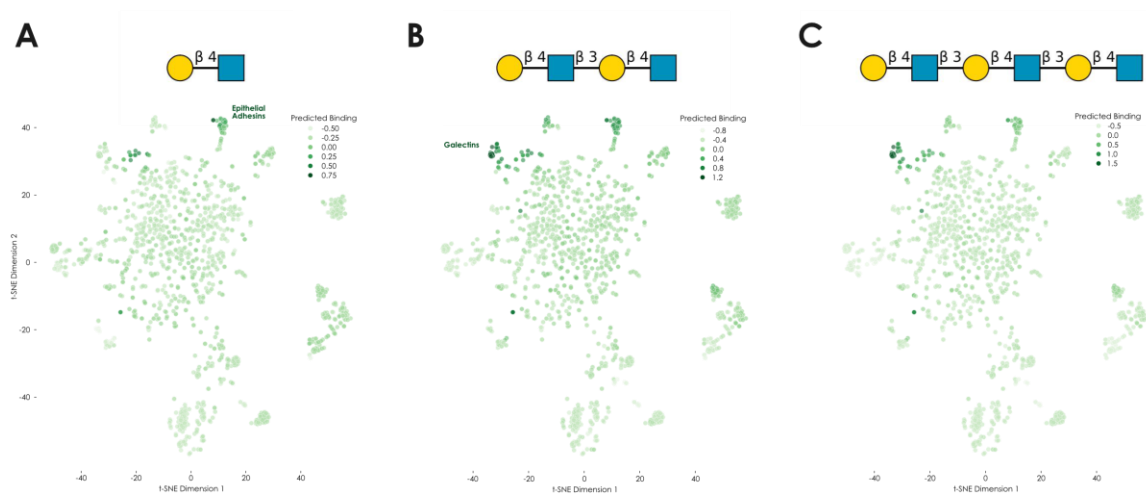 A
B
C
β 4
β 4 β 3 β 4
β 4 β 3 β 4 β 3 β 4
Epithelial
Adhesins
Predicted Binding
-0.50
-0.25
0.00
0.25
0.50
0.75
Galectins
Predicted Binding
-0.8
-0.4
0.0
0.4
0.8
1.2
Predicted Binding
-0.5
0.0
0.5
1.0
1.5
t-SNE Dimension 2
40
20
0
-20
-40
-40 -20 0 20 40
t-SNE Dimension 1
-40 -20 0 20 40
t-SNE Dimension 1
-40 -20 0 20 40
t-SNE Dimension 1